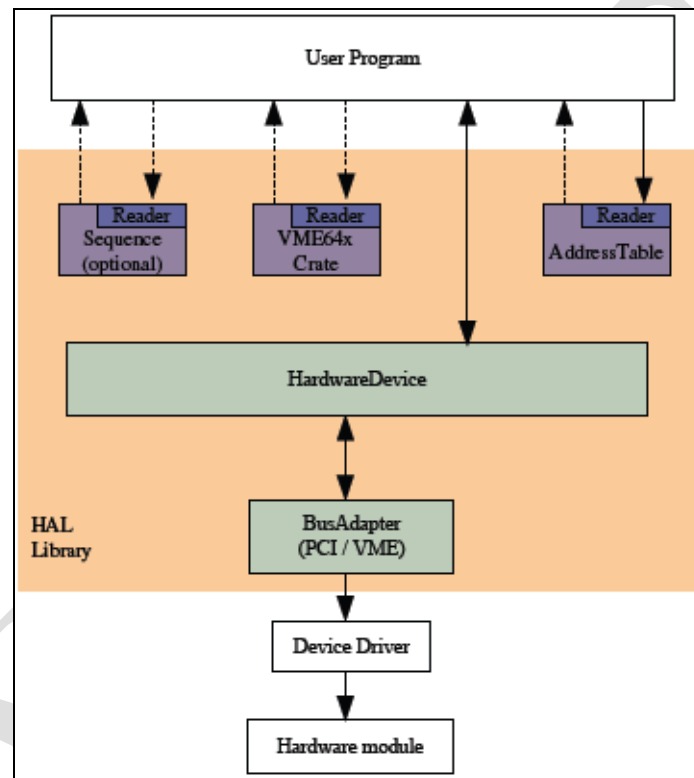 User Program
Reader
Sequence
(optional)
Reader
VME64x
Crate
Reader
AddressTable
HardwareDevice
HAL
Library
BusAdapter
(PCI / VME)
Device Driver
Hardware module